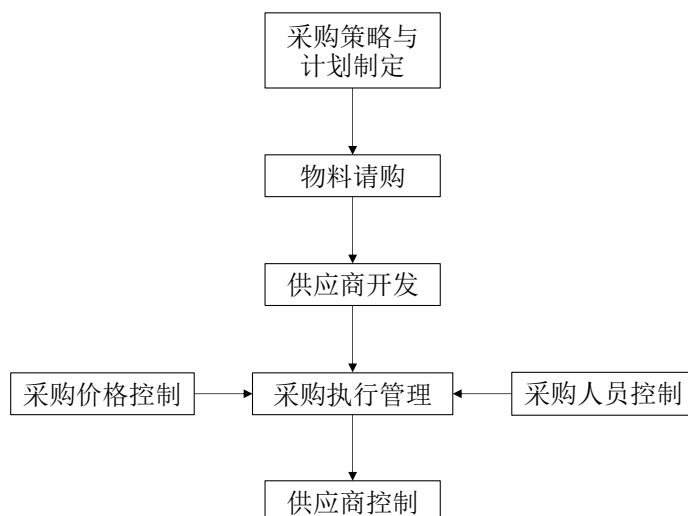 采购策略与
计划制定
物料请购
供应商开发
采购价格控制
采购执行管理
采购人员控制
供应商控制